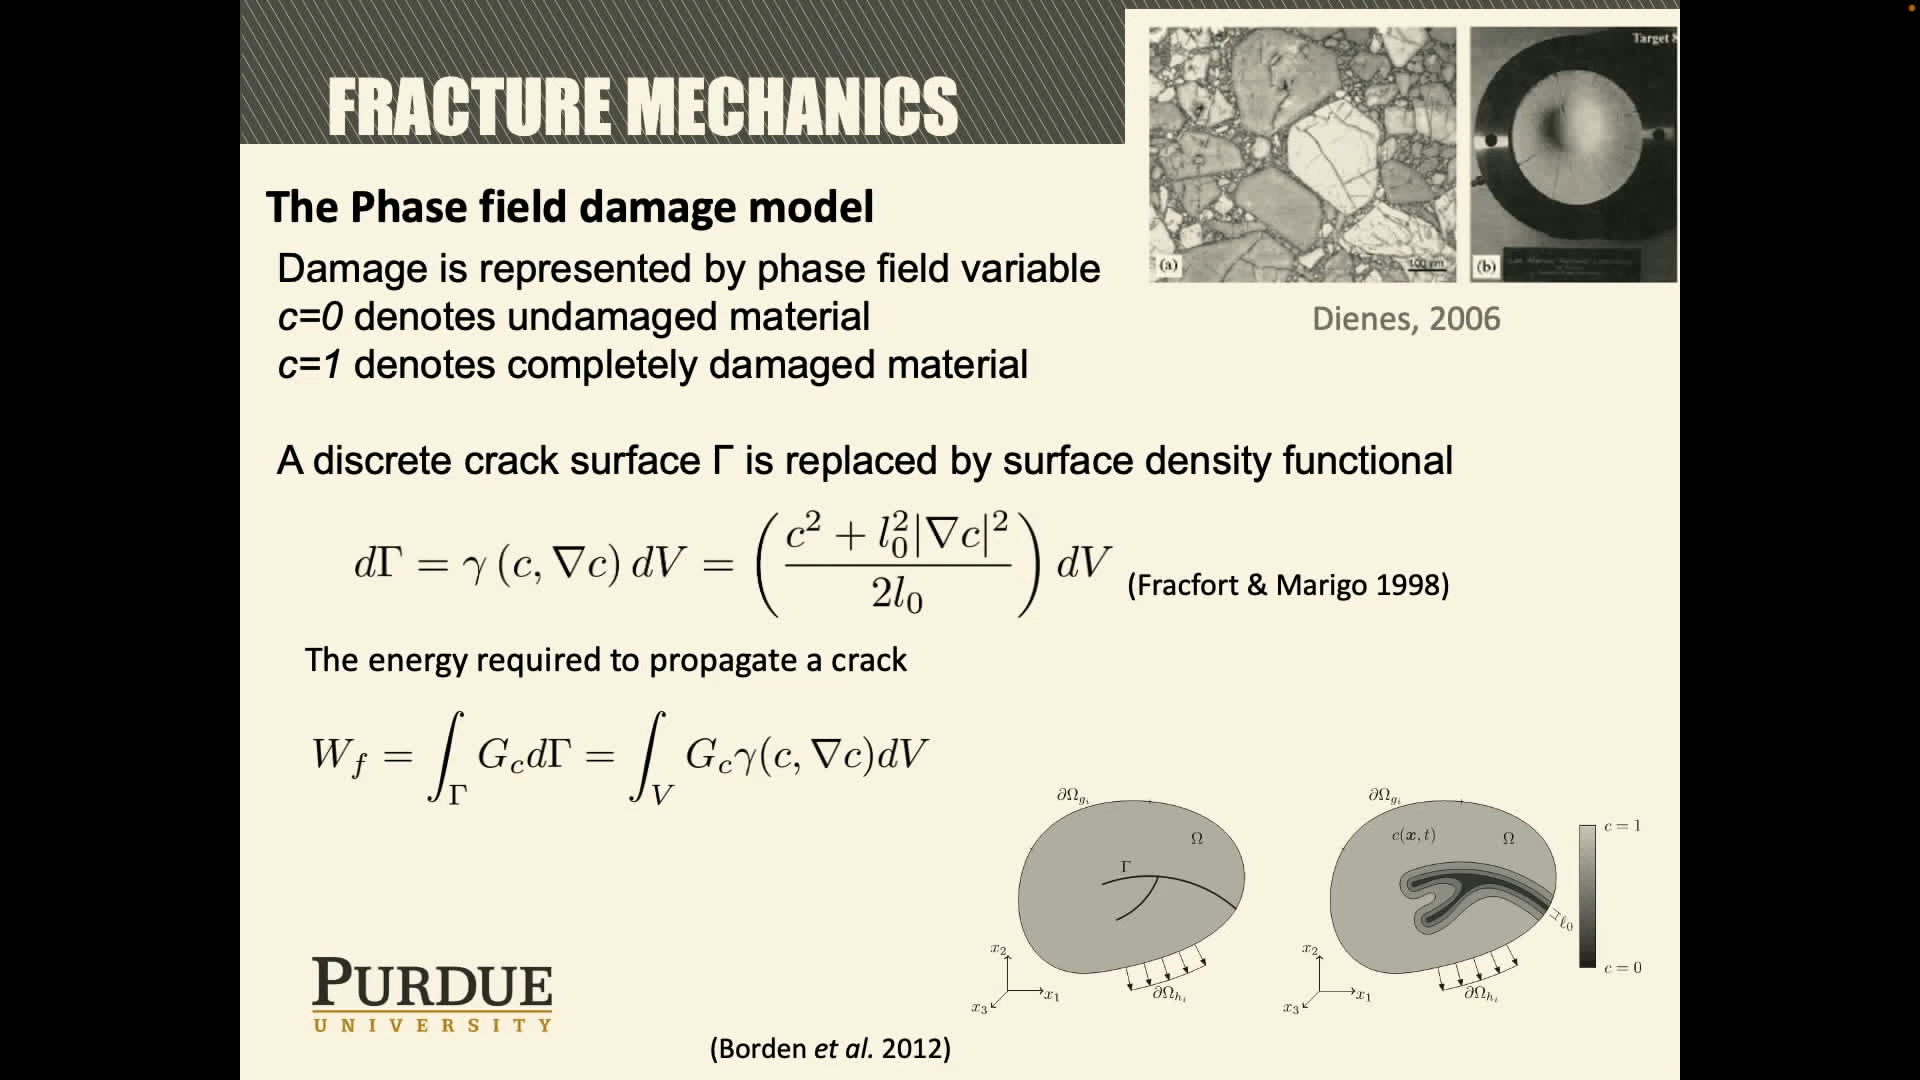 FRACTURE MECHANICS
Target
(a)
100 μm
(b)
Dienes, 2006
The Phase field damage model
Damage is represented by phase field variable
c=0 denotes undamaged material
c=1 denotes completely damaged material
A discrete crack surface Γ is replaced by surface density functional
dΓ = γ (c, ∇c) dV = ( (c² + l₀²|∇c|²) / 2l₀ ) dV (Fracfort & Marigo 1998)
The energy required to propagate a crack
W_f = ∫_Γ G_c dΓ = ∫_V G_c γ(c, ∇c)dV
∂Ω_{g_i}
Ω
Γ
x₂
x₁
x₃
∂Ω_{h_i}
∂Ω_{g_i}
c(x, t)
Ω
ℓ₀
x₂
x₁
x₃
∂Ω_{h_i}
c = 1
c = 0
PURDUE
UNIVERSITY
(Borden et al. 2012)